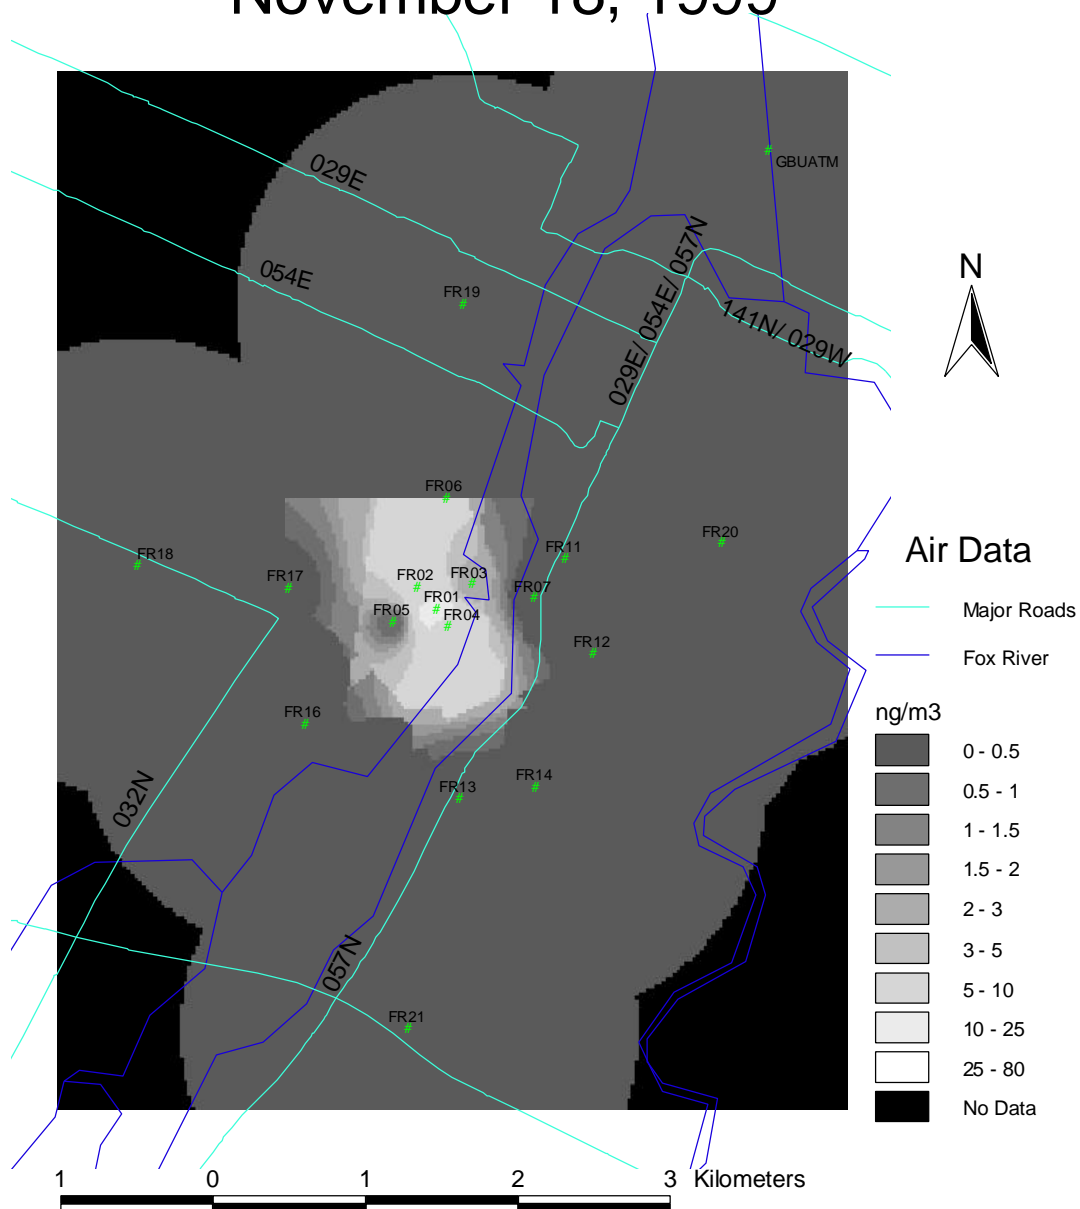 November 18, 1999
GBUATM
029E
054E
FR19
029E/ 054E/ 057N
141N/ 029W
N
FR06
FR18
FR17
FR02
FR03
FR11
FR20
FR01
FR07
FR05
FR04
FR12
FR16
FR13
FR14
032N
057N
FR21
Air Data
Major Roads
Fox River
ng/m3
0 - 0.5
0.5 - 1
1 - 1.5
1.5 - 2
2 - 3
3 - 5
5 - 10
10 - 25
25 - 80
No Data
1 0 1 2 3 Kilometers